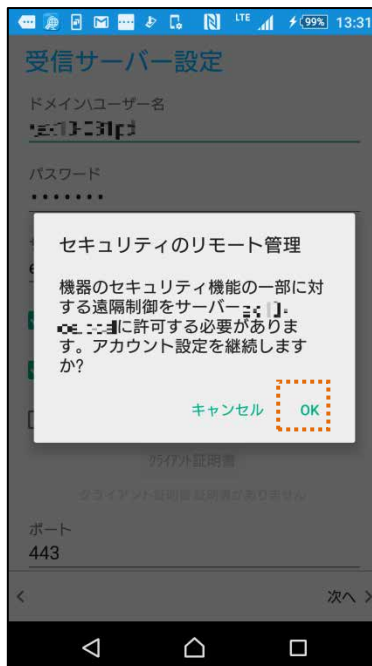 LTE 99% 13:31
受信サーバー設定
ドメイン\ユーザー名
パスワード
セキュリティのリモート管理
機器のセキュリティ機能の一部に対
する遠隔制御をサーバー
に許可する必要がありま
す。アカウント設定を継続します
か?
キャンセル OK
クライアント証明書
ポート
443
次へ